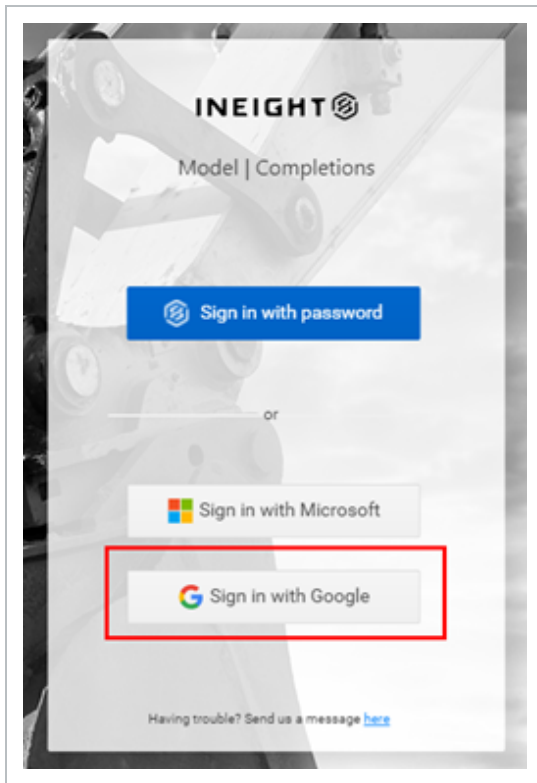 INEIGHT
Model | Completions
Sign in with password
or
Sign in with Microsoft
Sign in with Google
Having trouble? Send us a message here